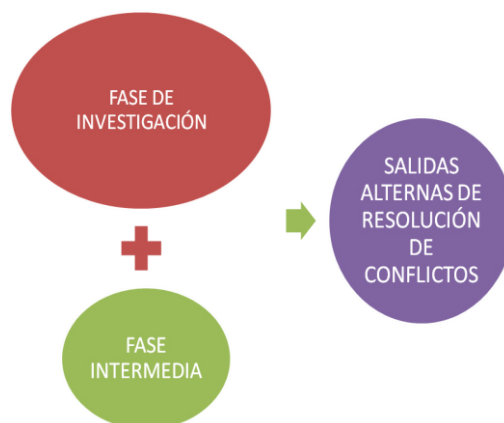 FASE DE
INVESTIGACIÓN
SALIDAS
ALTERNAS DE
RESOLUCIÓN
DE
CONFLICTOS
FASE
INTERMEDIA